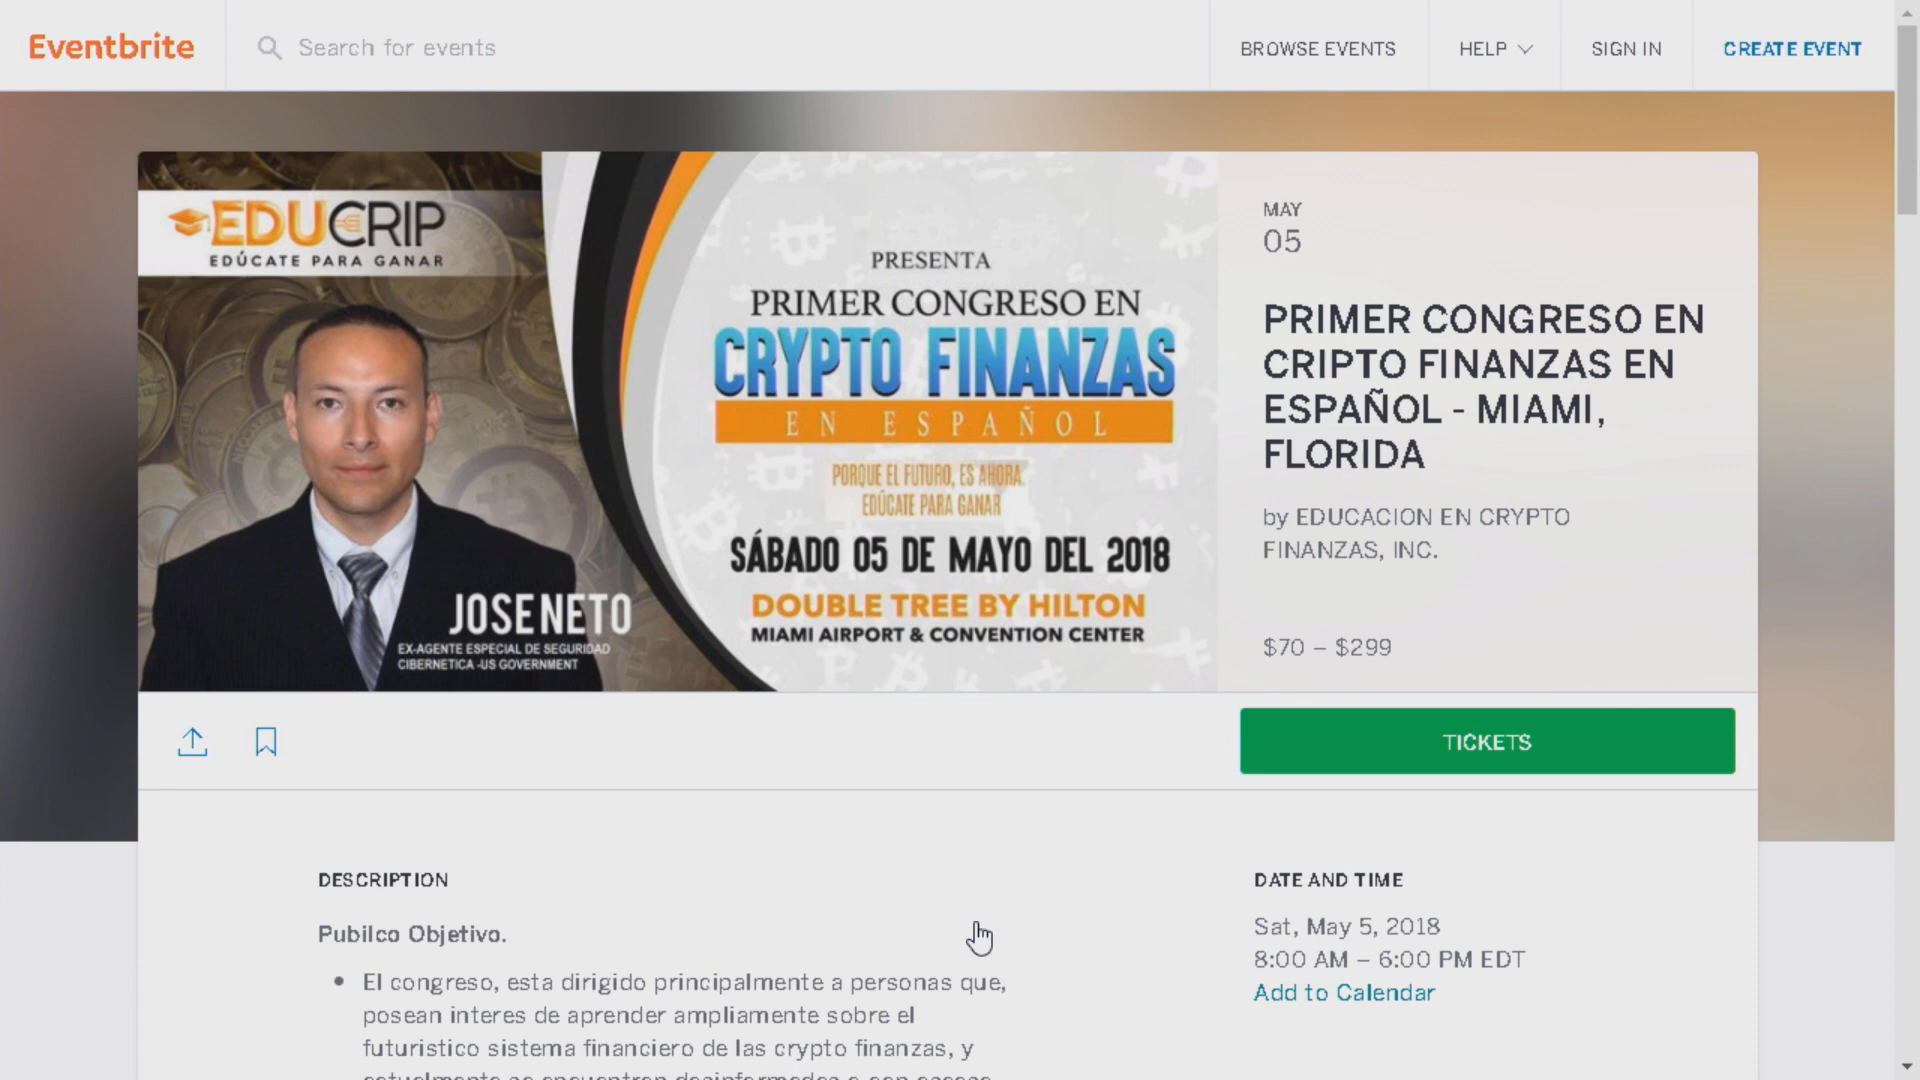 Eventbrite
Search for events
BROWSE EVENTS
HELP
SIGN IN
CREATE EVENT
EDUCRIP
EDÚCATE PARA GANAR
PRESENTA
PRIMER CONGRESO EN
CRYPTO FINANZAS
EN ESPAÑOL
PORQUE EL FUTURO, ES AHORA.
EDÚCATE PARA GANAR
SÁBADO 05 DE MAYO DEL 2018
DOUBLE TREE BY HILTON
MIAMI AIRPORT & CONVENTION CENTER
JOSE NETO
EX-AGENTE ESPECIAL DE SEGURIDAD
CIBERNETICA -US GOVERNMENT
MAY
05
PRIMER CONGRESO EN
CRIPTO FINANZAS EN
ESPAÑOL - MIAMI,
FLORIDA
by EDUCACION EN CRYPTO
FINANZAS, INC.
$70 – $299
TICKETS
DESCRIPTION
Pubilco Objetivo.
El congreso, esta dirigido principalmente a personas que,
posean interes de aprender ampliamente sobre el
futuristico sistema financiero de las crypto finanzas, y
DATE AND TIME
Sat, May 5, 2018
8:00 AM – 6:00 PM EDT
Add to Calendar